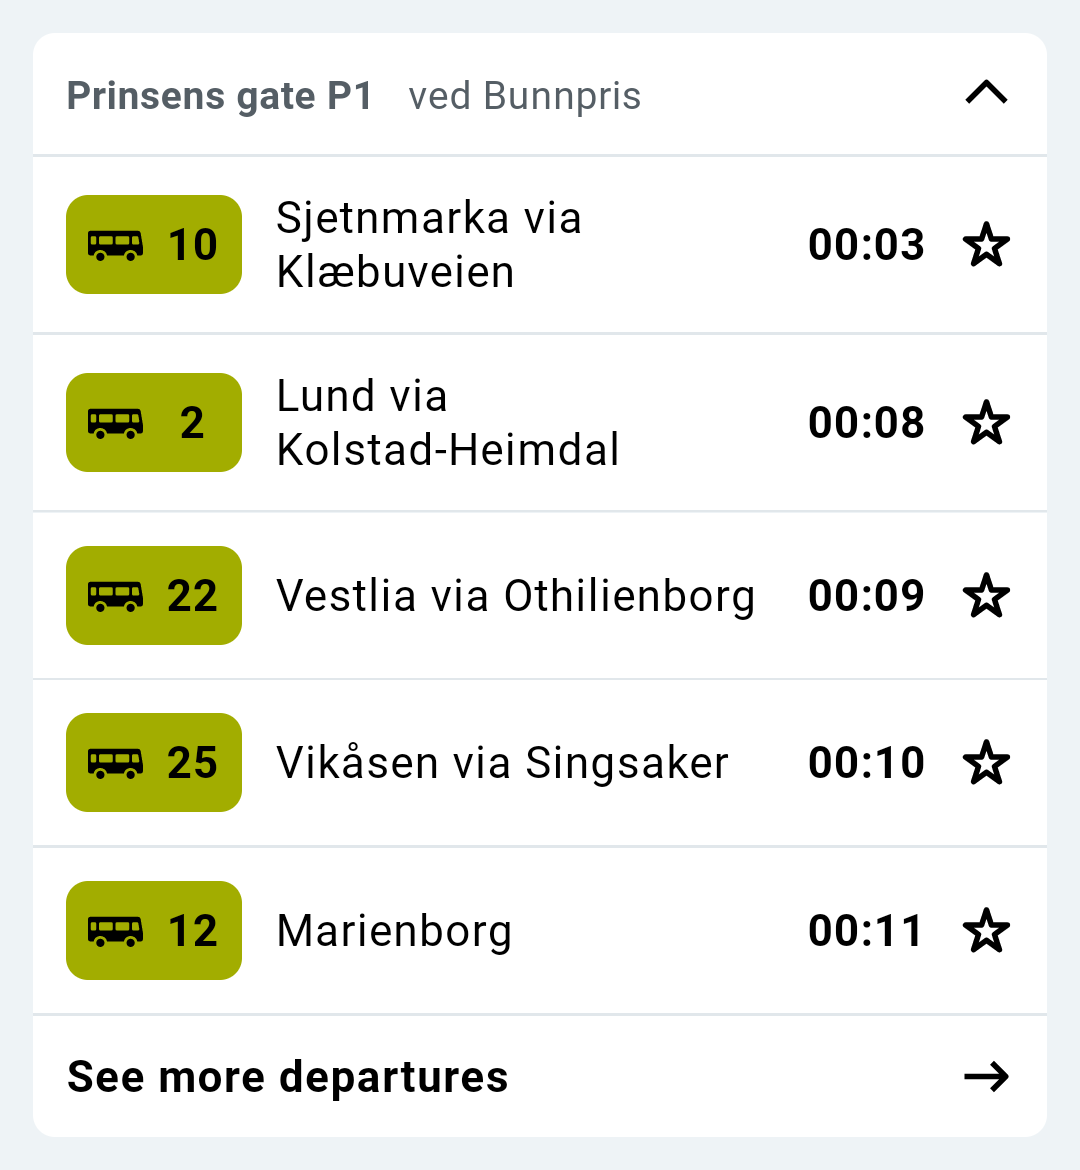 Prinsens gate P1 ved Bunnpris
10 Sjetnmarka via
Klæbuveien 00:03
2 Lund via
Kolstad-Heimdal 00:08
22 Vestlia via Othilienborg 00:09
25 Vikåsen via Singsaker 00:10
12 Marienborg 00:11
See more departures